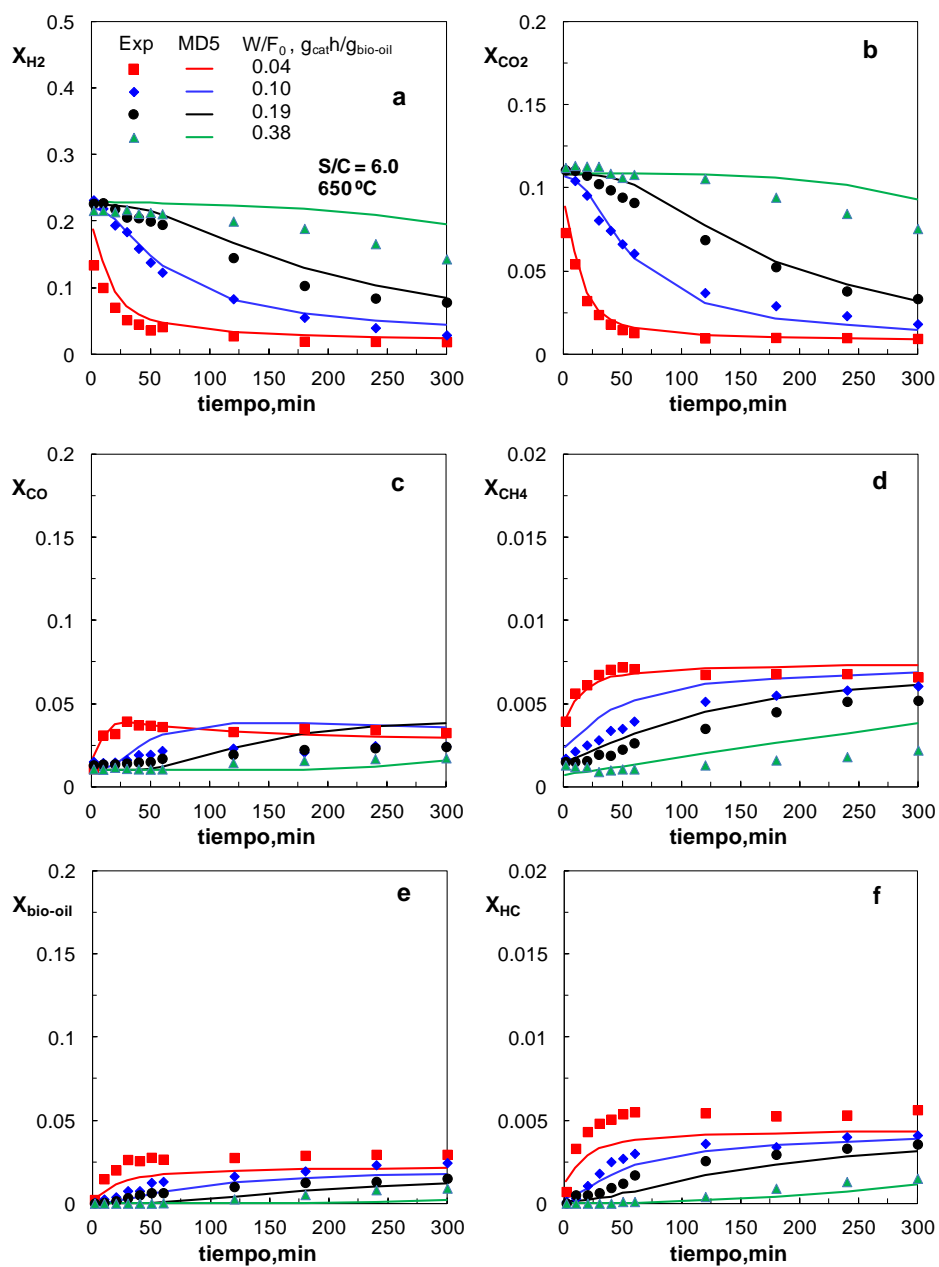 0.5
0.4
0.3
0.2
0.1
0
X_H2
Exp MD5 W/F_0 , g_cat h/g_bio-oil
0.04
0.10
0.19
0.38
a
S/C = 6.0
650 ºC
0 50 100 150 200 250 300
tiempo,min
0.2
0.15
0.1
0.05
0
X_CO2
b
0 50 100 150 200 250 300
tiempo,min
0.2
0.15
0.1
0.05
0
X_CO
c
0 50 100 150 200 250 300
tiempo,min
0.02
0.015
0.01
0.005
0
X_CH4
d
0 50 100 150 200 250 300
tiempo,min
0.2
0.15
0.1
0.05
0
X_bio-oil
e
0 50 100 150 200 250 300
tiempo,min
0.02
0.015
0.01
0.005
0
X_HC
f
0 50 100 150 200 250 300
tiempo,min